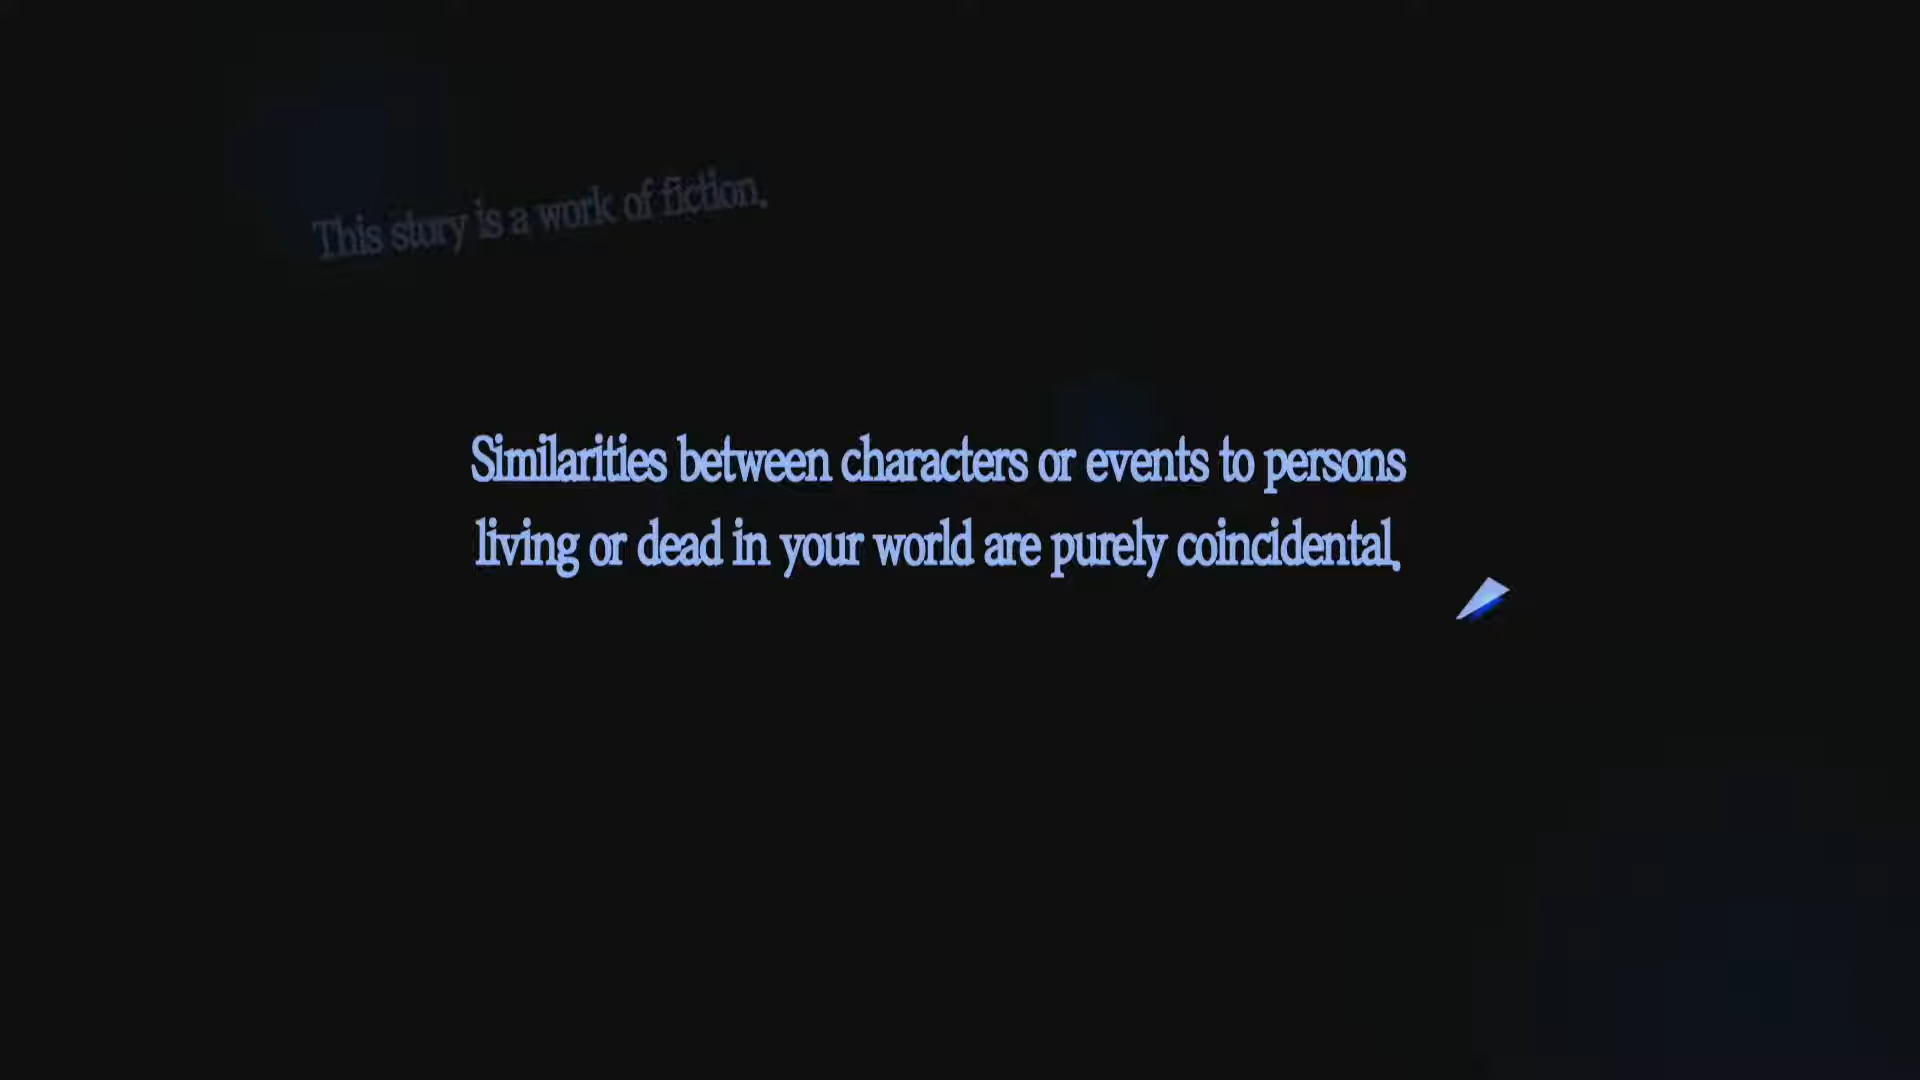 This story is a work of fiction.
Similarities between characters or events to persons
living or dead in your world are purely coincidental.